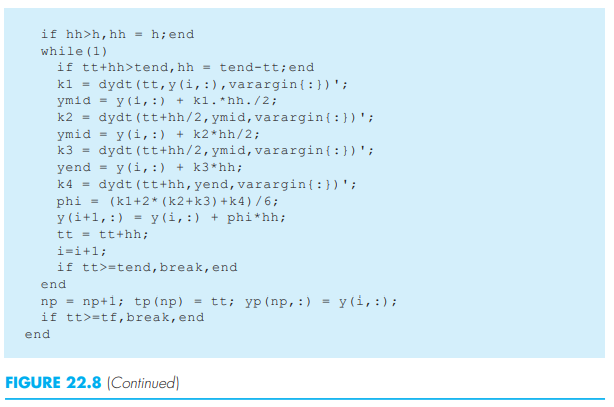 if hh>h,hh = h;end
while(1)
if tt+hh>tend,hh = tend-tt;end
k1 = dydt(tt,y(i,:),varargin{:})';
ymid = y(i,:) + k1.*hh./2;
k2 = dydt(tt+hh/2,ymid,varargin{:})';
ymid = y(i,:) + k2*hh/2;
k3 = dydt(tt+hh/2,ymid,varargin{:})';
yend = y(i,:) + k3*hh;
k4 = dydt(tt+hh,yend,varargin{:})';
phi = (k1+2*(k2+k3)+k4)/6;
y(i+1,:) = y(i,:) + phi*hh;
tt = tt+hh;
i=i+1;
if tt>=tend,break,end
end
np = np+1; tp(np) = tt; yp(np,:) = y(i,:);
if tt>=tf,break,end
end
FIGURE 22.8 (Continued)